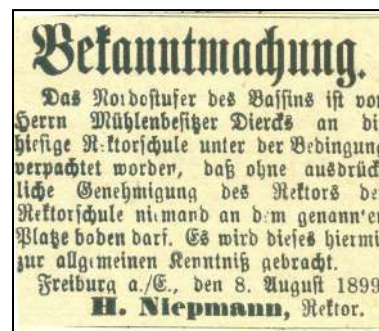 Bekanntmachung.
Das Nordostufer des Bassins ist von
Herrn Mühlenbesitzer Diercks an die
hiesige Rektorschule unter der Bedingung
verpachtet worden, daß ohne ausdrück-
liche Genehmigung des Rektors der
Rektorschule niemand an dem genannten
Platze boden darf. Es wird dieses hiermit
zur allgemeinen Kenntniß gebracht.
Freiburg a./E., den 8. August 1899.
H. Niepmann, Rektor.